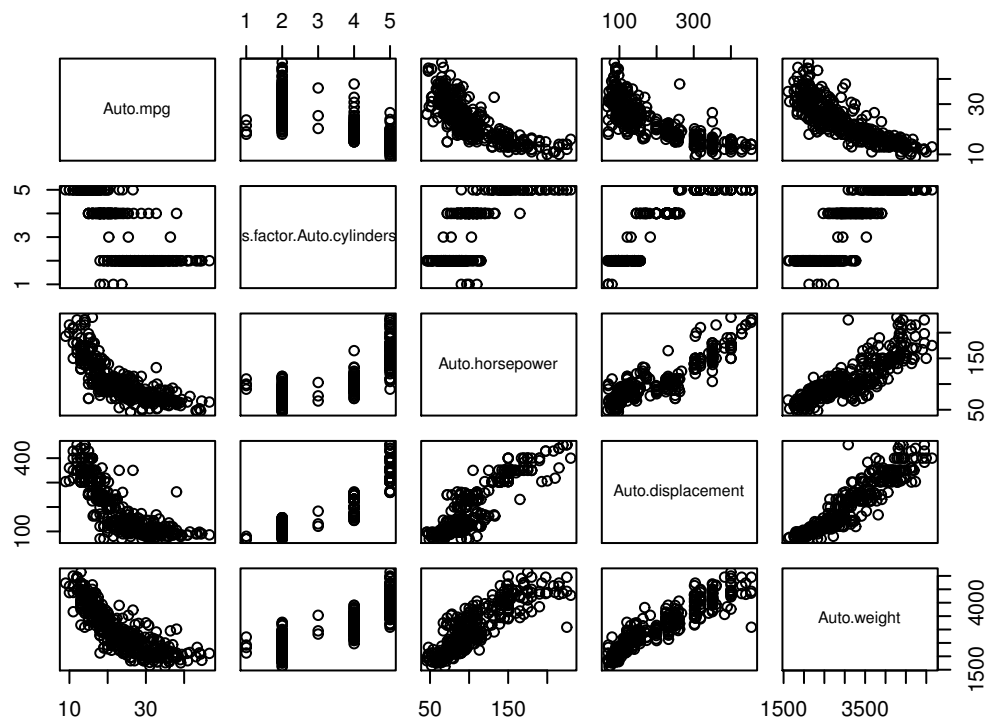 1 2 3 4 5 100 300
Auto.mpg 10 30
1 3 5 s.factor.Auto.cylinders
Auto.horsepower 50 150
100 400 Auto.displacement
Auto.weight 1500 4000
10 30 50 150 1500 3500